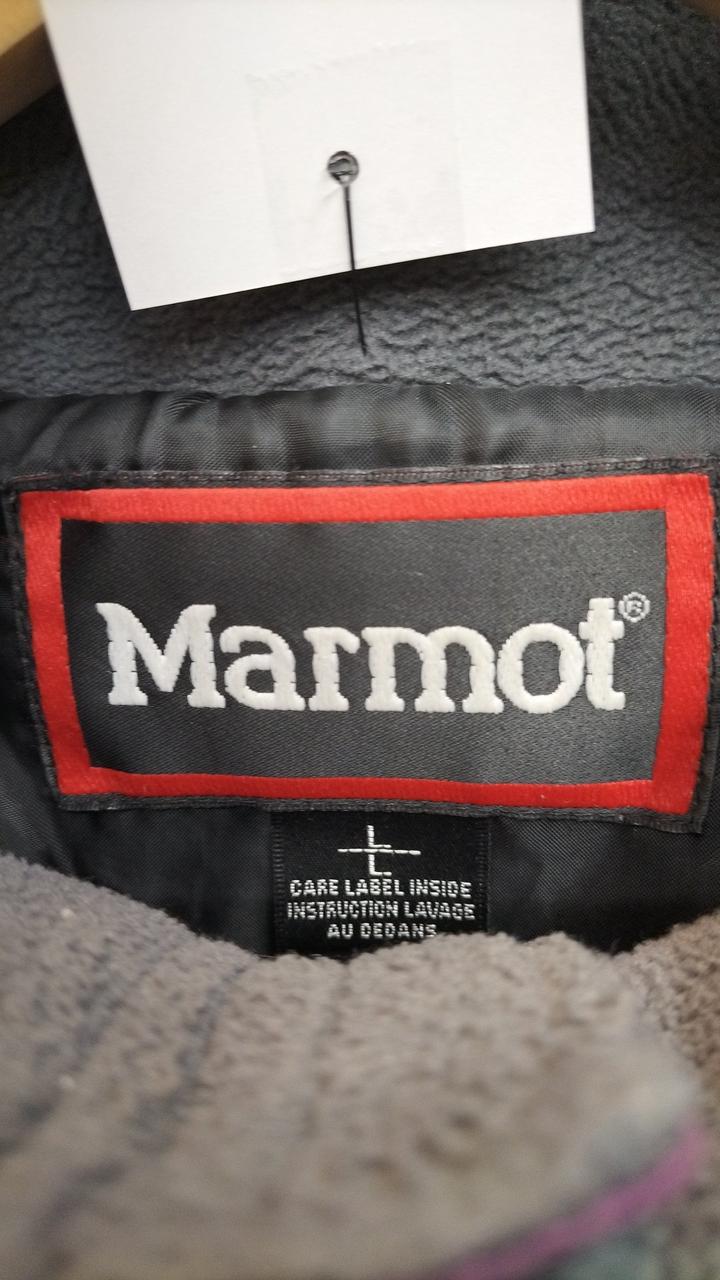 Marmot®
L
L
CARE LABEL INSIDE
INSTRUCTION LAVAGE
AU DEDANS